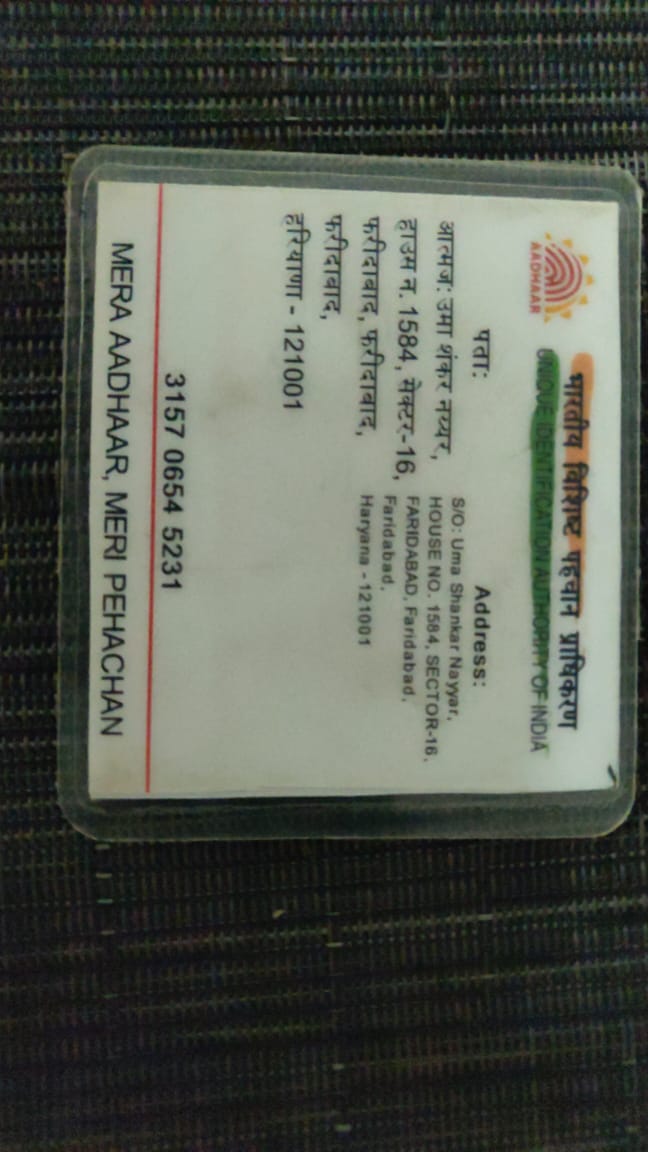 भारतीय विशिष्ट पहचान प्राधिकरण
UNIQUE IDENTIFICATION AUTHORITY OF INDIA
AADHAAR
पता:
आत्मज: उमा शंकर नय्यर,
हाउस न. 1584, सेक्टर-16,
फरीदाबाद, फरीदाबाद,
फरीदाबाद,
हरियाणा - 121001
Address:
S/O: Uma Shankar Nayyar,
HOUSE NO. 1584, SECTOR-16,
FARIDABAD, Faridabad,
Faridabad,
Haryana - 121001
3157 0654 5231
MERA AADHAAR, MERI PEHACHAN